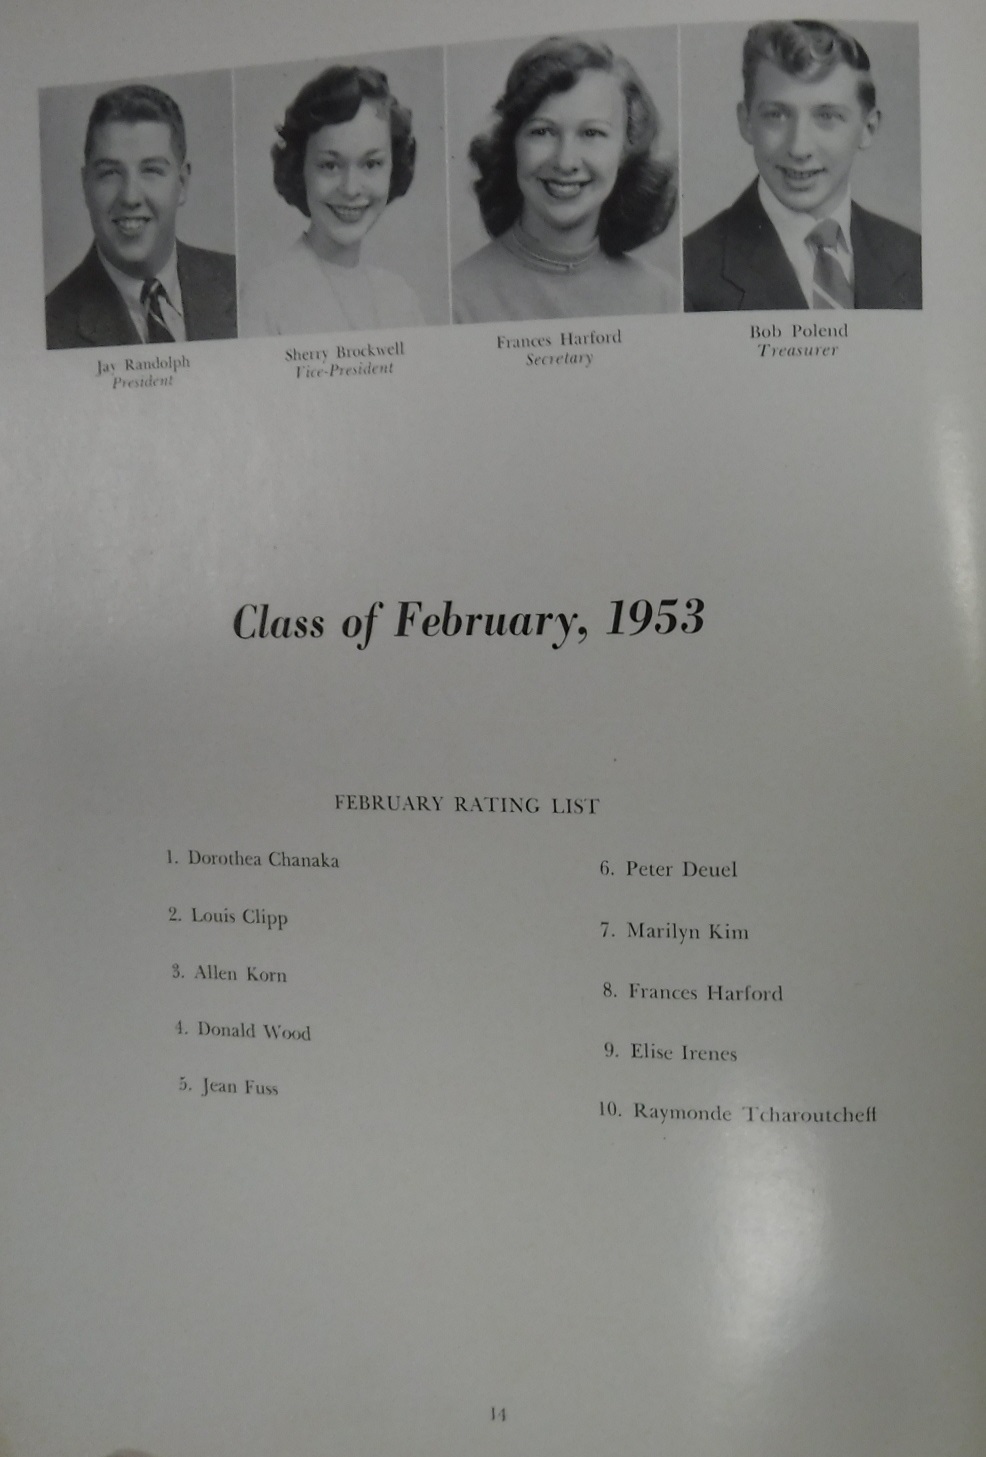 Jay Randolph
President
Sherry Brockwell
Vice-President
Frances Harford
Secretary
Bob Polend
Treasurer
Class of February, 1953
FEBRUARY RATING LIST
1. Dorothea Chanaka
2. Louis Clipp
3. Allen Korn
4. Donald Wood
5. Jean Fuss
6. Peter Deuel
7. Marilyn Kim
8. Frances Harford
9. Elise Irenes
10. Raymonde Tcharoutcheff
14